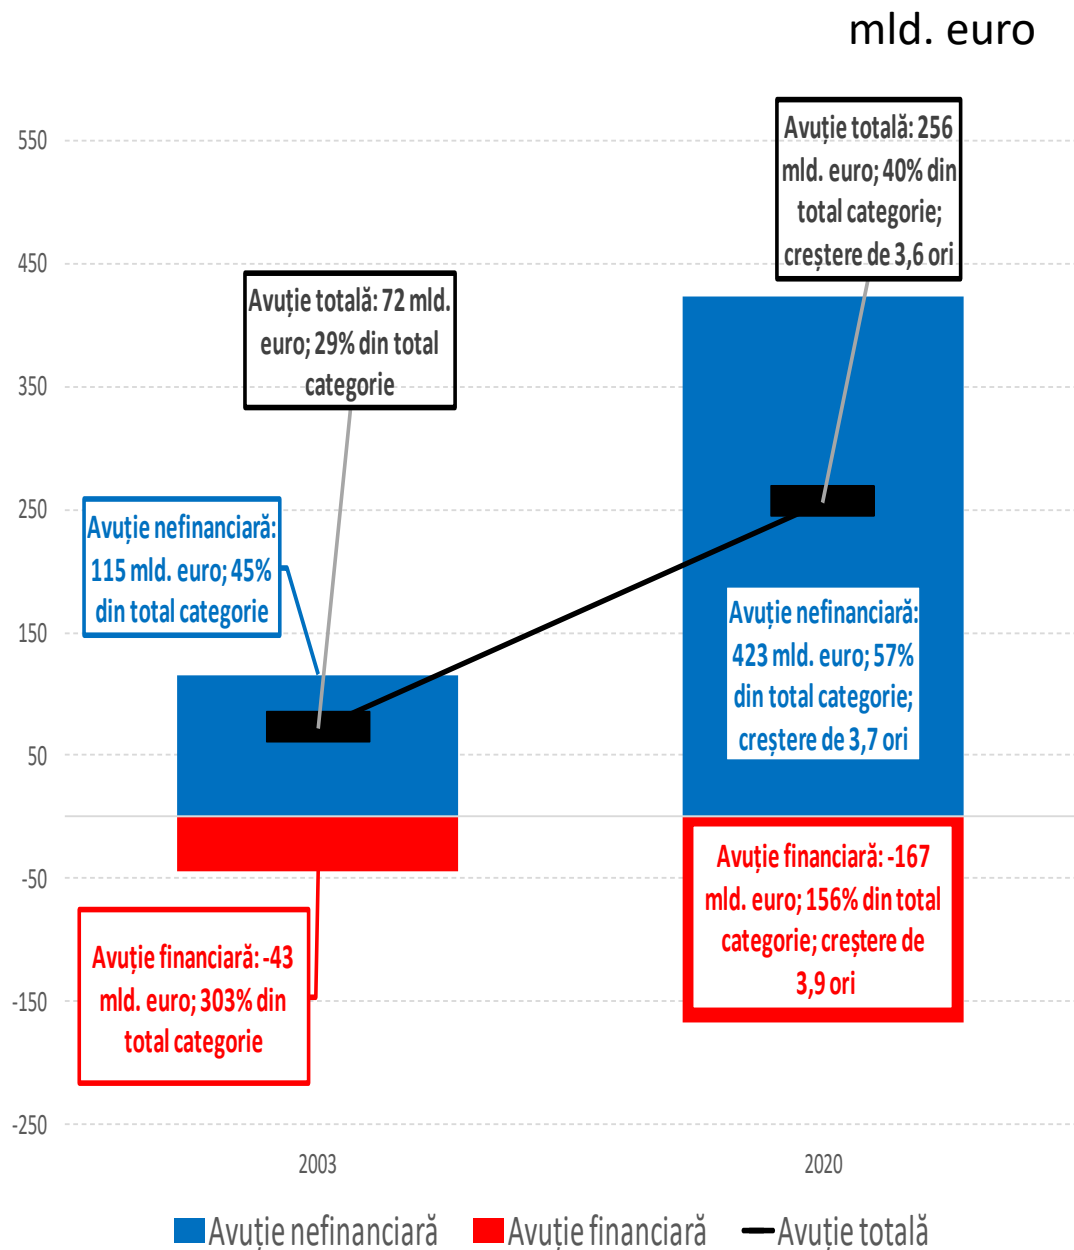 mld. euro
550
450
350
250
150
50
-50
-150
-250
Avuție totală: 72 mld.
euro; 29% din total
categorie
Avuție totală: 256
mld. euro; 40% din
total categorie;
creștere de 3,6 ori
Avuție nefinanciară:
115 mld. euro; 45%
din total categorie
Avuție nefinanciară:
423 mld. euro; 57%
din total categorie;
creștere de 3,7 ori
Avuție financiară: -43
mld. euro; 303% din
total categorie
Avuție financiară: -167
mld. euro; 156% din total
categorie; creștere de
3,9 ori
2003 2020
Avuție nefinanciară Avuție financiară Avuție totală